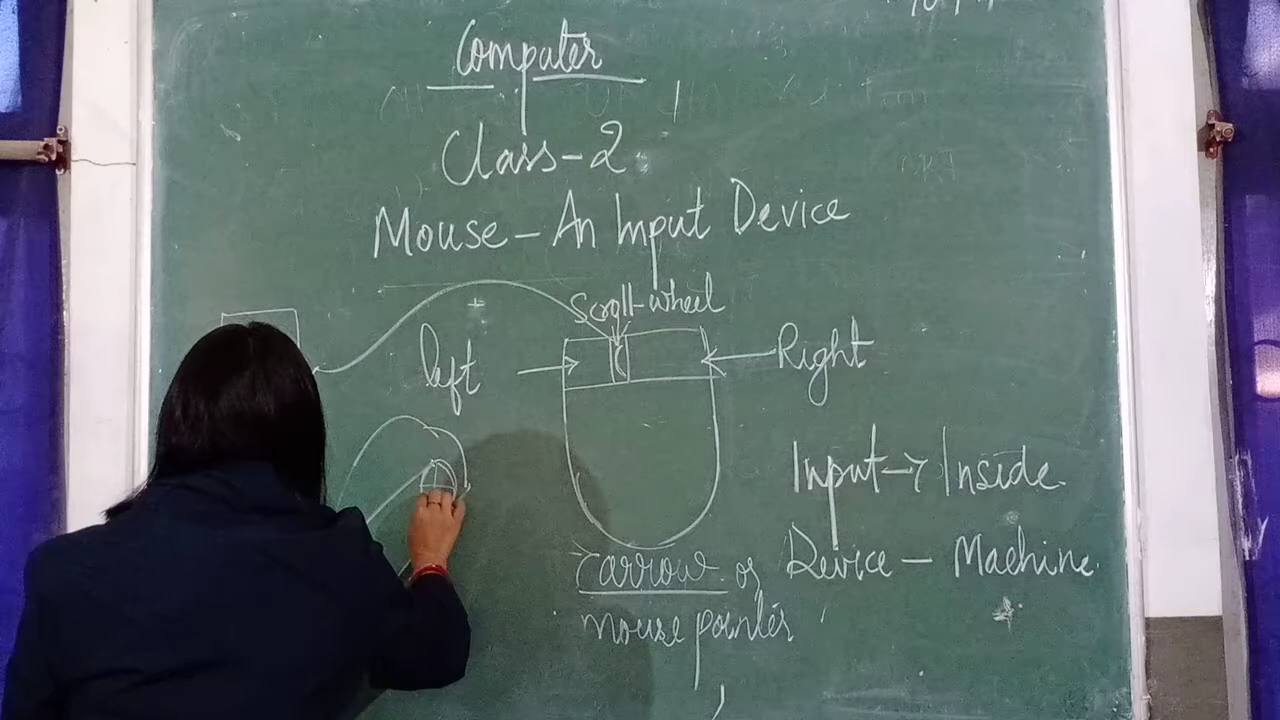 Computer
Class-2
Mouse - An Input Device
Scroll-wheel
left
Right
Input → Inside
Device - Machine
arrow or
mouse pointer